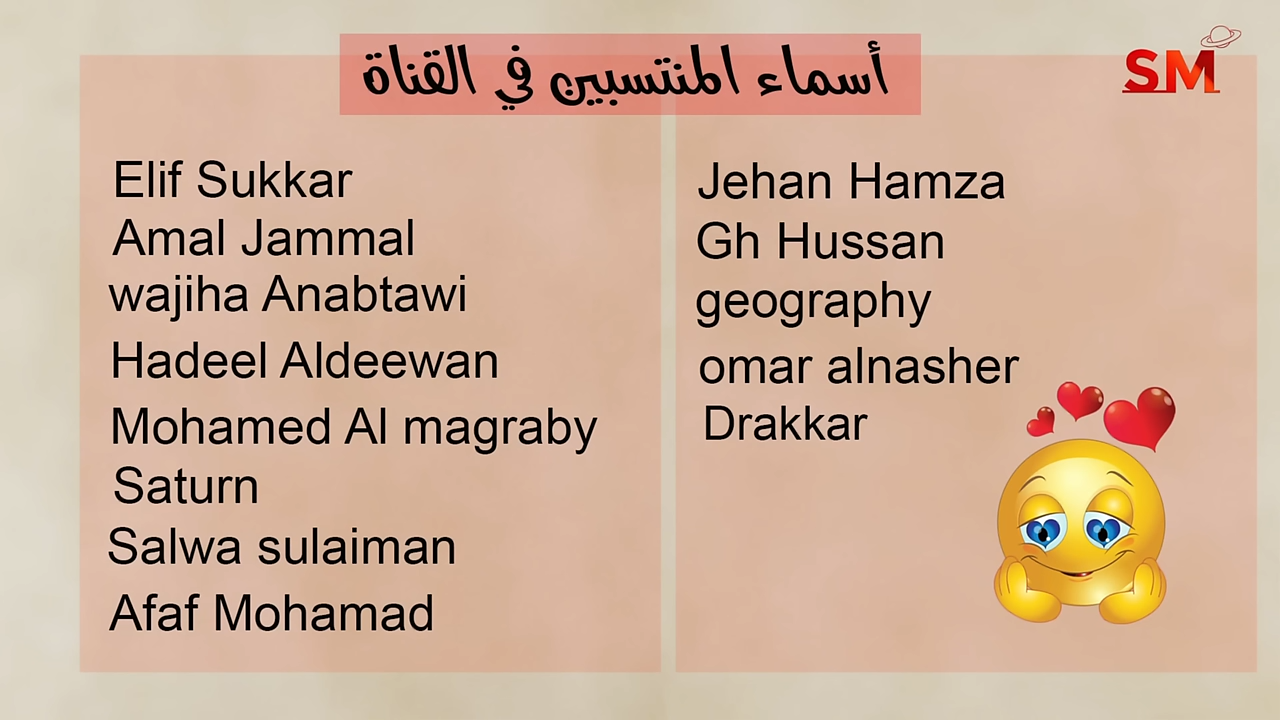 أسماء المنتسبين في القناة
SM
Elif Sukkar
Amal Jammal
wajiha Anabtawi
Hadeel Aldeewan
Mohamed Al magraby
Saturn
Salwa sulaiman
Afaf Mohamad
Jehan Hamza
Gh Hussan
geography
omar alnasher
Drakkar